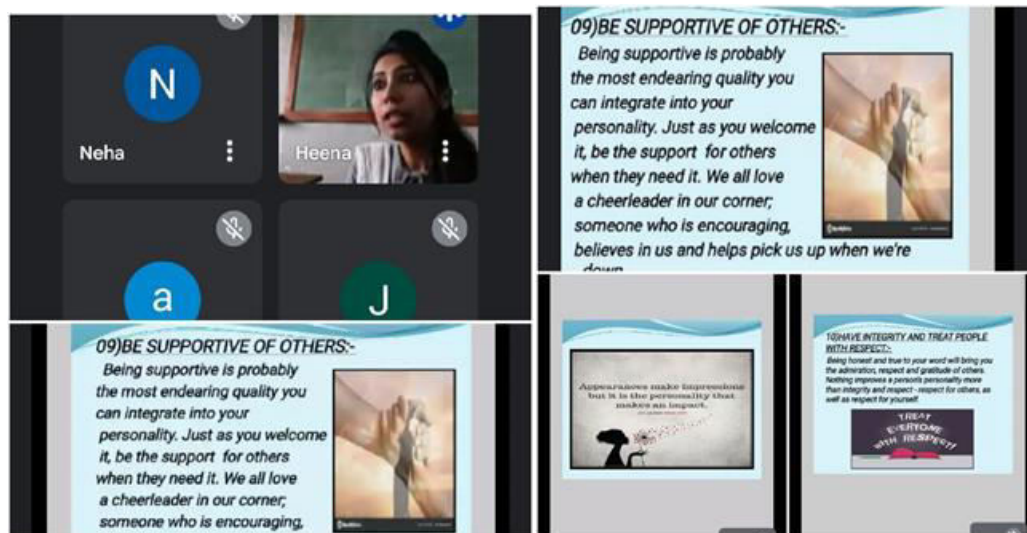 N
Neha
Heena
a
J
09)BE SUPPORTIVE OF OTHERS:-
Being supportive is probably
the most endearing quality you
can integrate into your
personality. Just as you welcome
it, be the support for others
when they need it. We all love
a cheerleader in our corner;
someone who is encouraging,
believes in us and helps pick us up when we're
down
09)BE SUPPORTIVE OF OTHERS:-
Being supportive is probably
the most endearing quality you
can integrate into your
personality. Just as you welcome
it, be the support for others
when they need it. We all love
a cheerleader in our corner;
someone who is encouraging,
Appearances make impressions
but it is the personality that
makes an impact.
10)HAVE INTEGRITY AND TREAT PEOPLE
WITH RESPECT:-
Being honest and true to your word will bring you
the admiration, respect and gratitude of others.
Nothing improves a person's personality more
than integrity and respect - respect for others, as
well as respect for yourself.
TREAT
EVERYONE
WITH RESPECT!